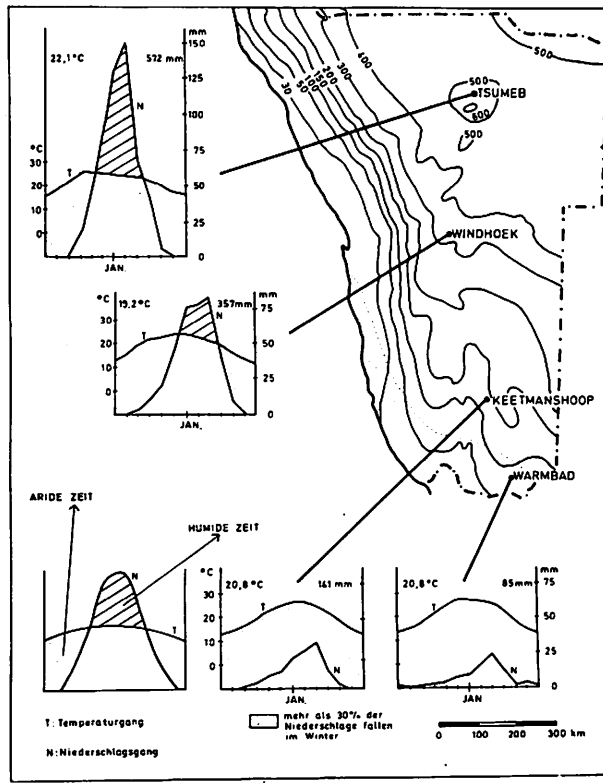 22,1°C
572 mm
mm
150
125
100
75
50
25
0
°C
30
20
10
0
T
N
JAN.
30
50
100
150
200
300
400
500
500
600
500
TSUMEB
WINDHOEK
KEETMANSHOOP
WARMBAD
°C
19,2°C
357mm
mm
30
20
10
0
75
50
25
0
T
N
JAN.
ARIDE ZEIT
HUMIDE ZEIT
N
T
°C
20,8°C
161 mm
30
20
10
0
T
N
JAN.
20,8°C
85mm
mm
75
50
25
0
T
N
JAN
T: Temperaturgang
N: Niederschlagsgang
mehr als 30% der
Niederschlage fallen
im Winter
0 100 200 300 km